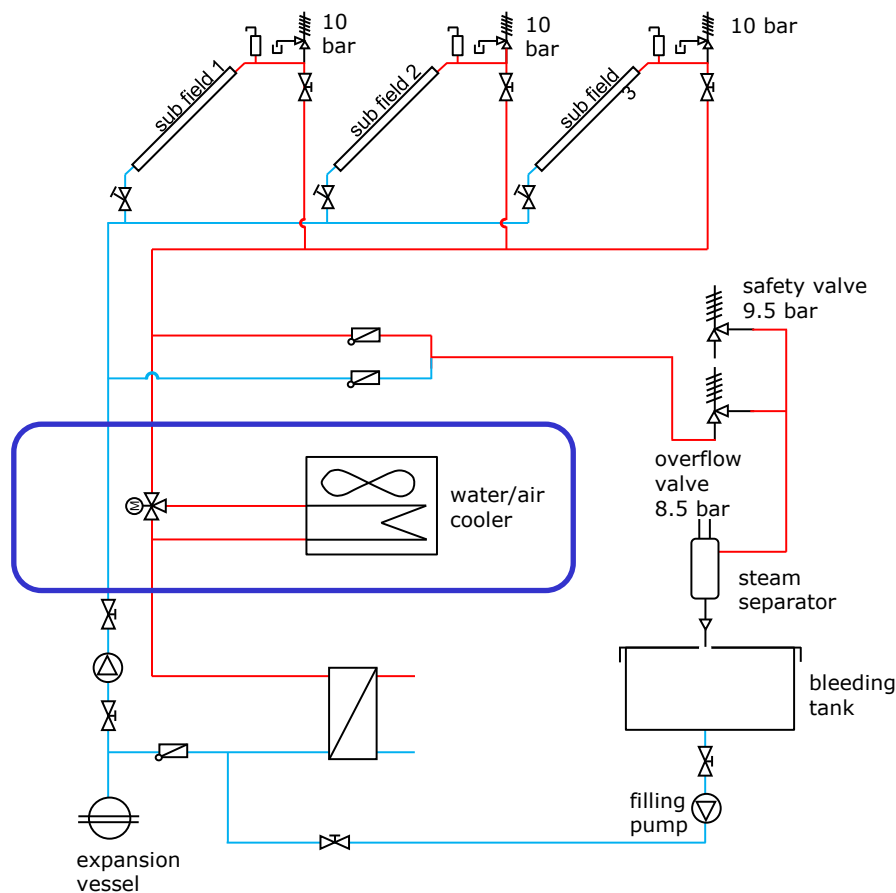 10
bar
10
bar
10 bar
sub field 1
sub field 2
sub field
3
safety valve
9.5 bar
overflow
valve
8.5 bar
water/air
cooler
M
steam
separator
bleeding
tank
filling
pump
expansion
vessel